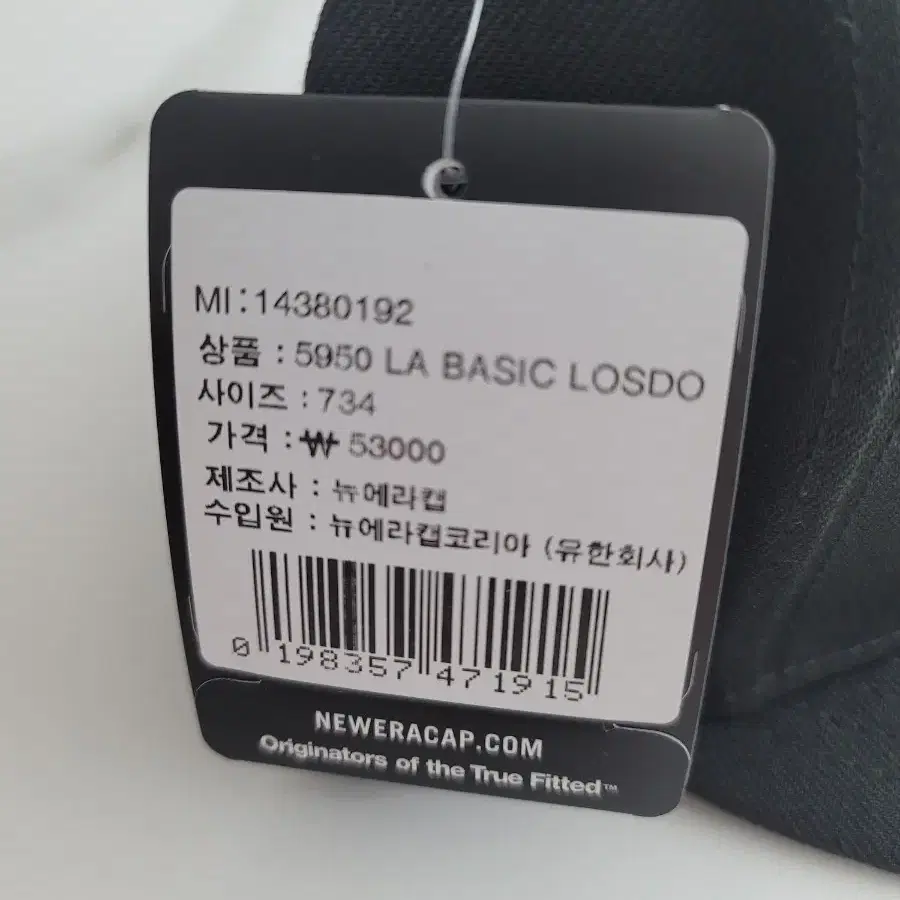 MI:14380192
상품 : 5950 LA BASIC LOSDO
사이즈 : 734
가격 : ₩ 53000
제조사 : 뉴에라캡
수입원 : 뉴에라캡코리아 (유한회사)
0 198357 471915
NEWERACAP.COM
Originators of the True Fitted™